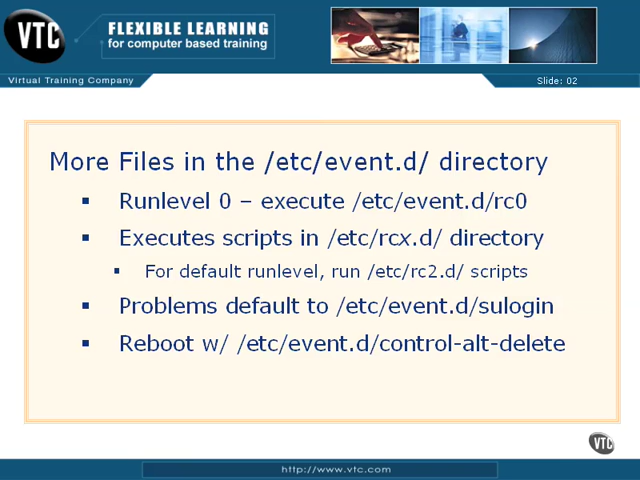 VTC
FLEXIBLE LEARNING
for computer based training
Virtual Training Company
Slide: 02
More Files in the /etc/event.d/ directory
▪ Runlevel 0 – execute /etc/event.d/rc0
▪ Executes scripts in /etc/rcx.d/ directory
▪ For default runlevel, run /etc/rc2.d/ scripts
▪ Problems default to /etc/event.d/sulogin
▪ Reboot w/ /etc/event.d/control-alt-delete
VTC
http://www.vtc.com